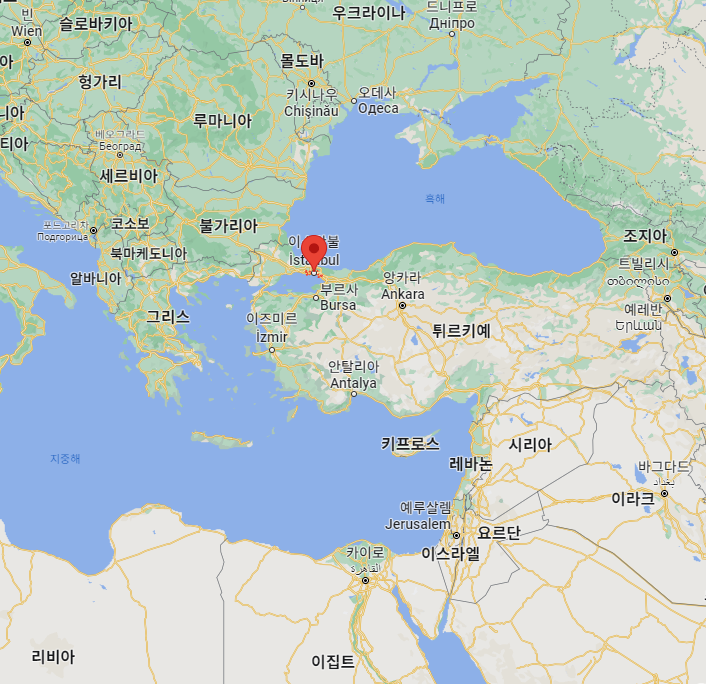 빈
Wien
슬로바키아
우크라이나
드니프로
Дніпро
몰도바
헝가리
키시나우
Chișinău
오데사
Одеса
루마니아
니아
티아
베오그라드
Београд
세르비아
흑해
포드고리차
Подгорица
코소보
불가리아
조지아
İstanbul
북마케도니아
트빌리시
თბილისი
알바니아
앙카라
Ankara
부르사
Bursa
예레반
Երևան
그리스
이즈미르
İzmir
튀르키예
안탈리아
Antalya
키프로스
시리아
지중해
레바논
바그다드
بغداد
이라크
예루살렘
Jerusalem
요르단
카이로
القاهرة
이스라엘
리비아
이집트